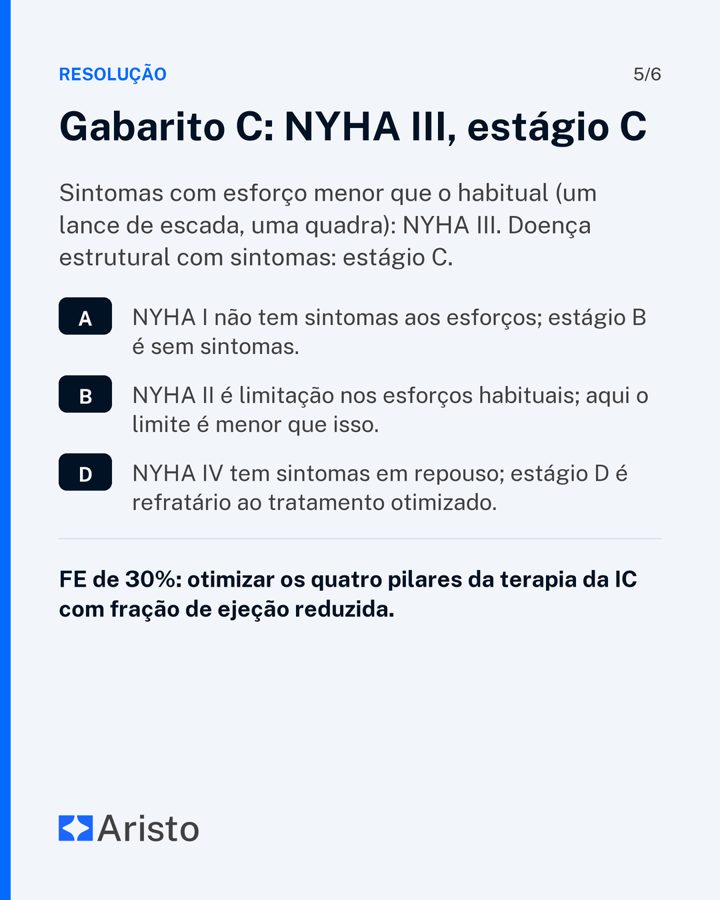 RESOLUÇÃO
5/6
Gabarito C: NYHA III, estágio C
Sintomas com esforço menor que o habitual (um
lance de escada, uma quadra): NYHA III. Doença
estrutural com sintomas: estágio C.
A
NYHA I não tem sintomas aos esforços; estágio B
é sem sintomas.
B
NYHA II é limitação nos esforços habituais; aqui o
limite é menor que isso.
D
NYHA IV tem sintomas em repouso; estágio D é
refratário ao tratamento otimizado.
FE de 30%: otimizar os quatro pilares da terapia da IC
com fração de ejeção reduzida.
Aristo